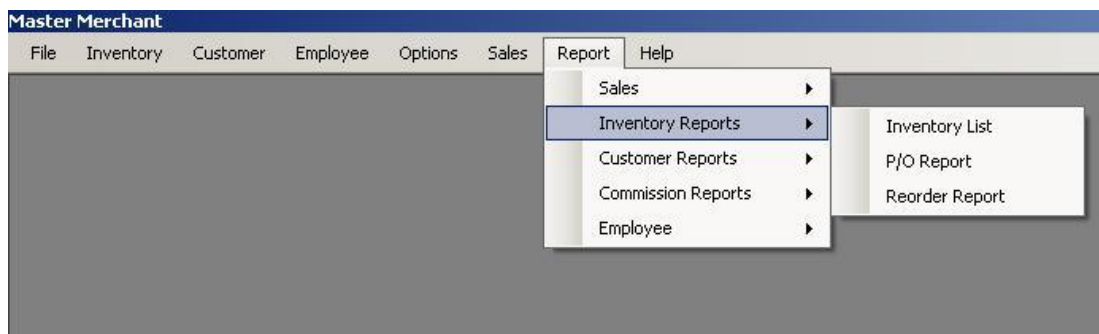 Master Merchant
File Inventory Customer Employee Options Sales Report Help
Sales
Inventory Reports
Customer Reports
Commission Reports
Employee
Inventory List
P/O Report
Reorder Report